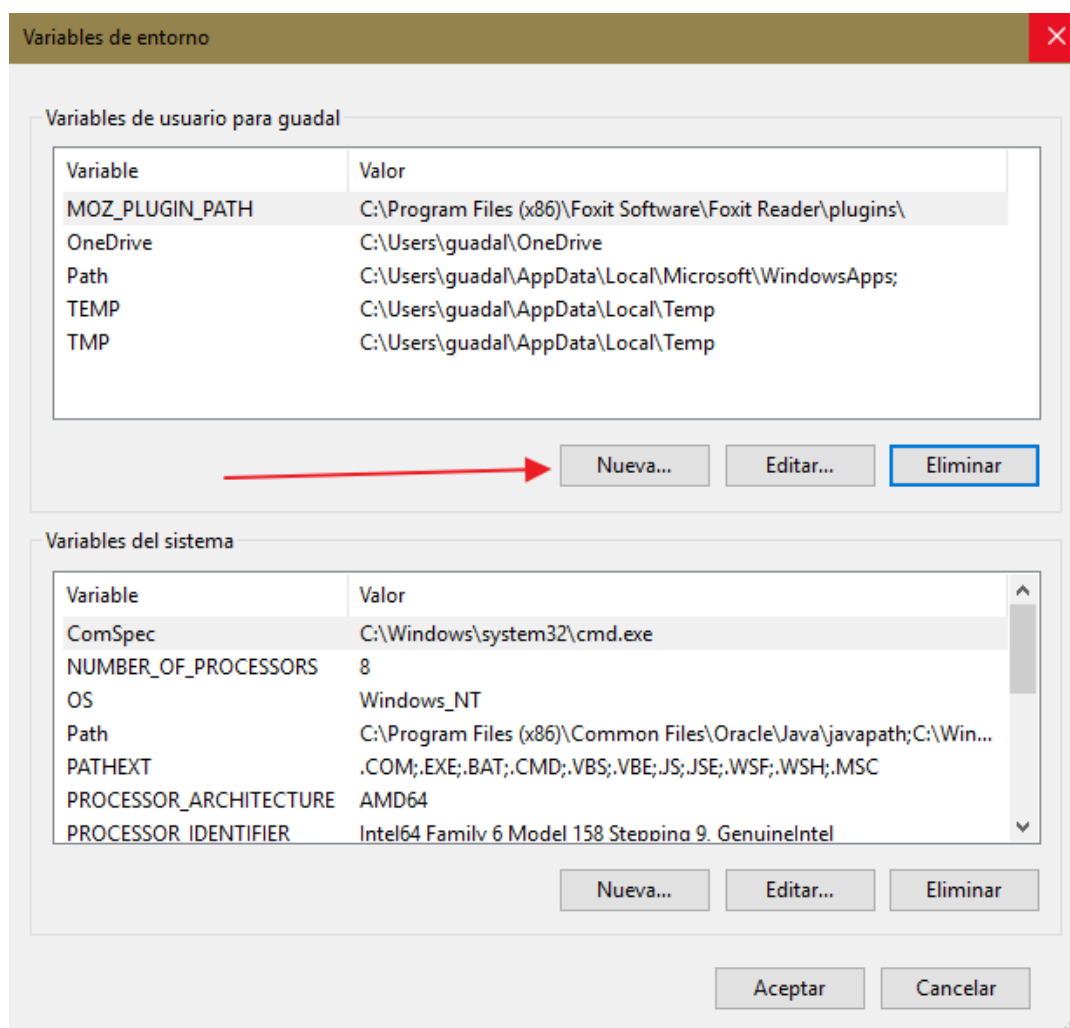 Variables de entorno
Variables de usuario para guadal
Variable Valor
MOZ_PLUGIN_PATH C:\Program Files (x86)\Foxit Software\Foxit Reader\plugins\
OneDrive C:\Users\guadal\OneDrive
Path C:\Users\guadal\AppData\Local\Microsoft\WindowsApps;
TEMP C:\Users\guadal\AppData\Local\Temp
TMP C:\Users\guadal\AppData\Local\Temp
Nueva... Editar... Eliminar
Variables del sistema
Variable Valor
ComSpec C:\Windows\system32\cmd.exe
NUMBER_OF_PROCESSORS 8
OS Windows_NT
Path C:\Program Files (x86)\Common Files\Oracle\Java\javapath;C:\Win...
PATHEXT .COM;.EXE;.BAT;.CMD;.VBS;.VBE;.JS;.JSE;.WSF;.WSH;.MSC
PROCESSOR_ARCHITECTURE AMD64
PROCESSOR_IDENTIFIER Intel64 Family 6 Model 158 Stepping 9, GenuineIntel
Nueva... Editar... Eliminar
Aceptar Cancelar